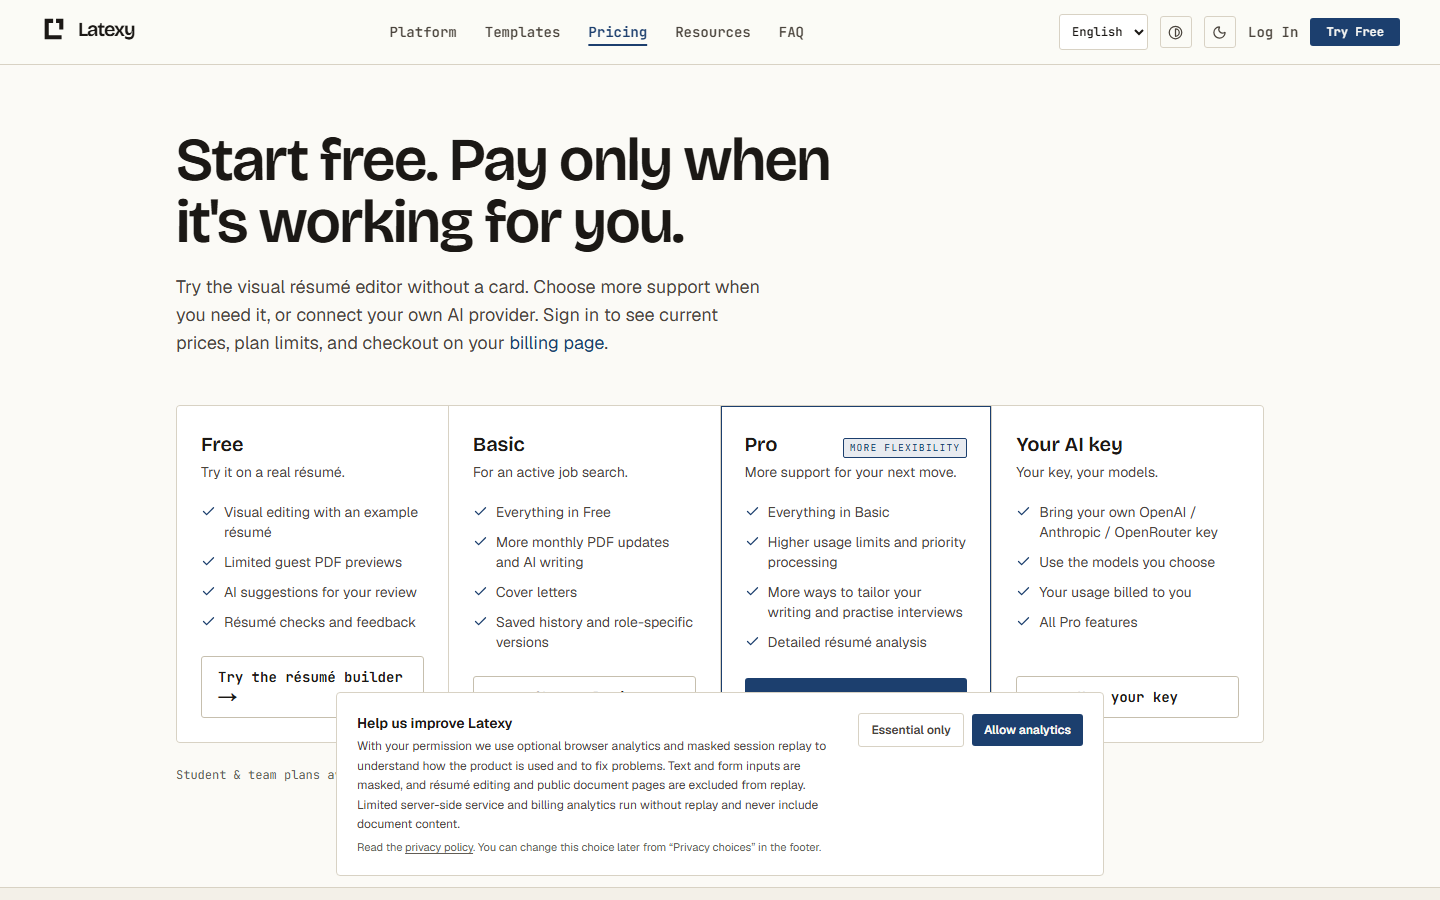 Latexy
Platform
Templates
Pricing
Resources
FAQ
English
Log In
Try Free
Start free. Pay only when
it's working for you.
Try the visual résumé editor without a card. Choose more support when
you need it, or connect your own AI provider. Sign in to see current
prices, plan limits, and checkout on your billing page.
Free
Try it on a real résumé.
Visual editing with an example
résumé
Limited guest PDF previews
AI suggestions for your review
Résumé checks and feedback
Try the résumé builder
→
Basic
For an active job search.
Everything in Free
More monthly PDF updates
and AI writing
Cover letters
Saved history and role-specific
versions
Pro
MORE FLEXIBILITY
More support for your next move.
Everything in Basic
Higher usage limits and priority
processing
More ways to tailor your
writing and practise interviews
Detailed résumé analysis
Your AI key
Your key, your models.
Bring your own OpenAI /
Anthropic / OpenRouter key
Use the models you choose
Your usage billed to you
All Pro features
your key
Student & team plans
Help us improve Latexy
With your permission we use optional browser analytics and masked session replay to
understand how the product is used and to fix problems. Text and form inputs are
masked, and résumé editing and public document pages are excluded from replay.
Limited server-side service and billing analytics run without replay and never include
document content.
Read the privacy policy. You can change this choice later from “Privacy choices” in the footer.
Essential only
Allow analytics